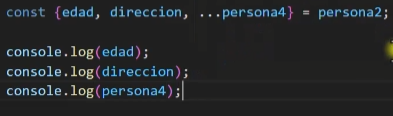 const {edad, direccion, ...persona4} = persona2;
console.log(edad);
console.log(direccion);
console.log(persona4);